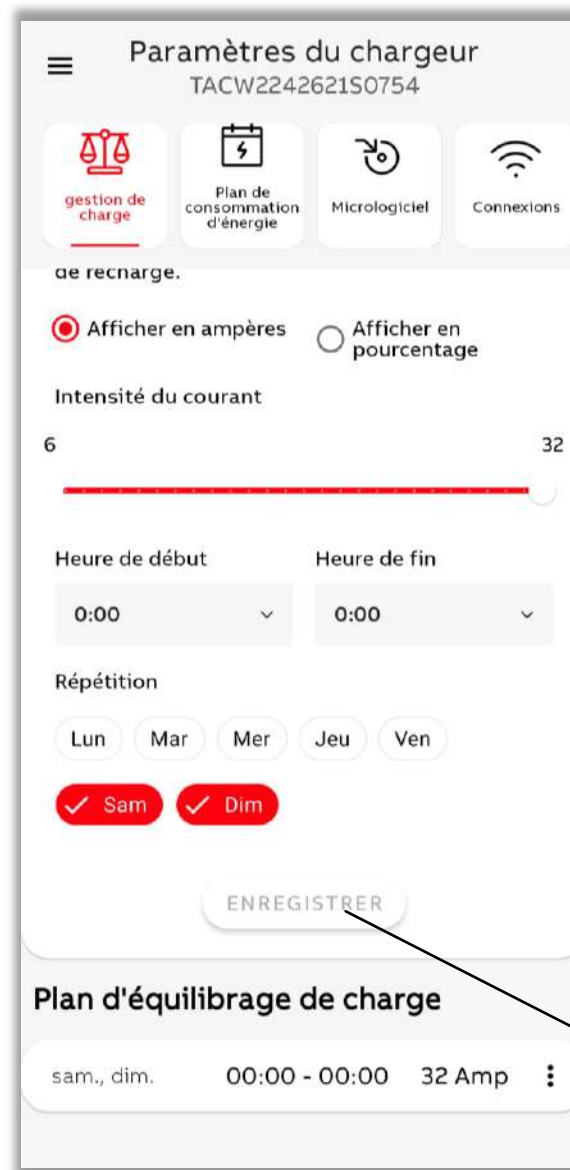 Paramètres du chargeur
TACW2242621S0754
gestion de
charge
Plan de
consommation
d'énergie
Micrologiciel
Connexions
de recharge.
Afficher en ampères
Afficher en
pourcentage
Intensité du courant
6 32
Heure de début Heure de fin
0:00 0:00
Répétition
Lun Mar Mer Jeu Ven
Sam Dim
ENREGISTRER
Plan d'équilibrage de charge
sam., dim. 00:00 - 00:00 32 Amp